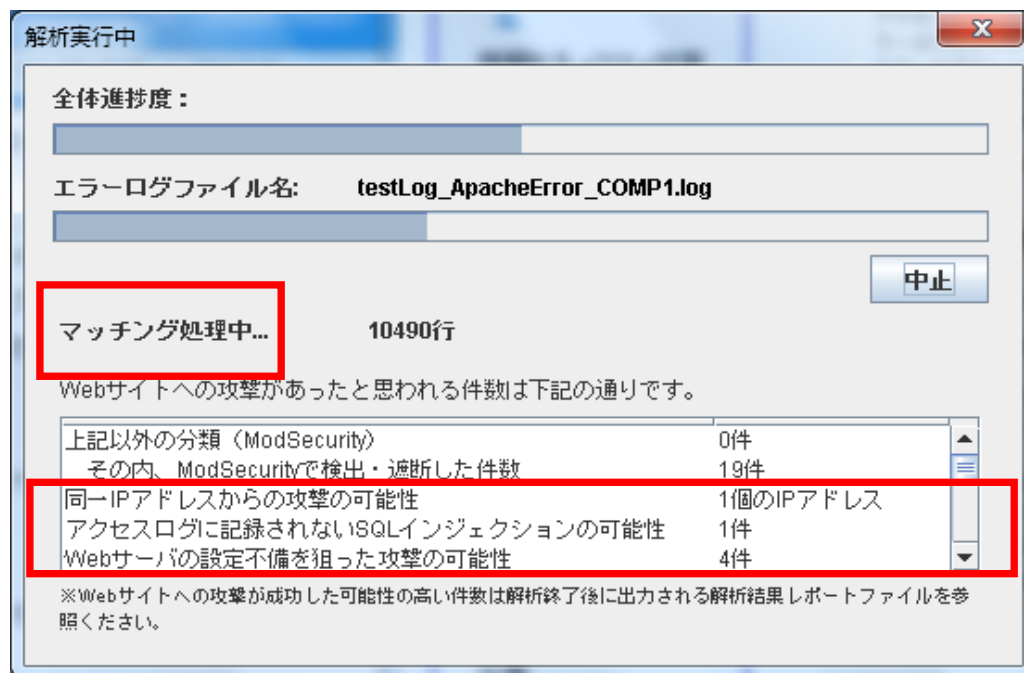 解析実行中
全体進捗度：
エラーログファイル名: testLog_ApacheError_COMP1.log
中止
マッチング処理中... 10490行
Webサイトへの攻撃があったと思われる件数は下記の通りです。
上記以外の分類（ModSecurity） 0件
その内、ModSecurityで検出・遮断した件数 19件
同一IPアドレスからの攻撃の可能性 1個のIPアドレス
アクセスログに記録されないSQLインジェクションの可能性 1件
Webサーバの設定不備を狙った攻撃の可能性 4件
※Webサイトへの攻撃が成功した可能性の高い件数は解析終了後に出力される解析結果レポートファイルを参
照ください。